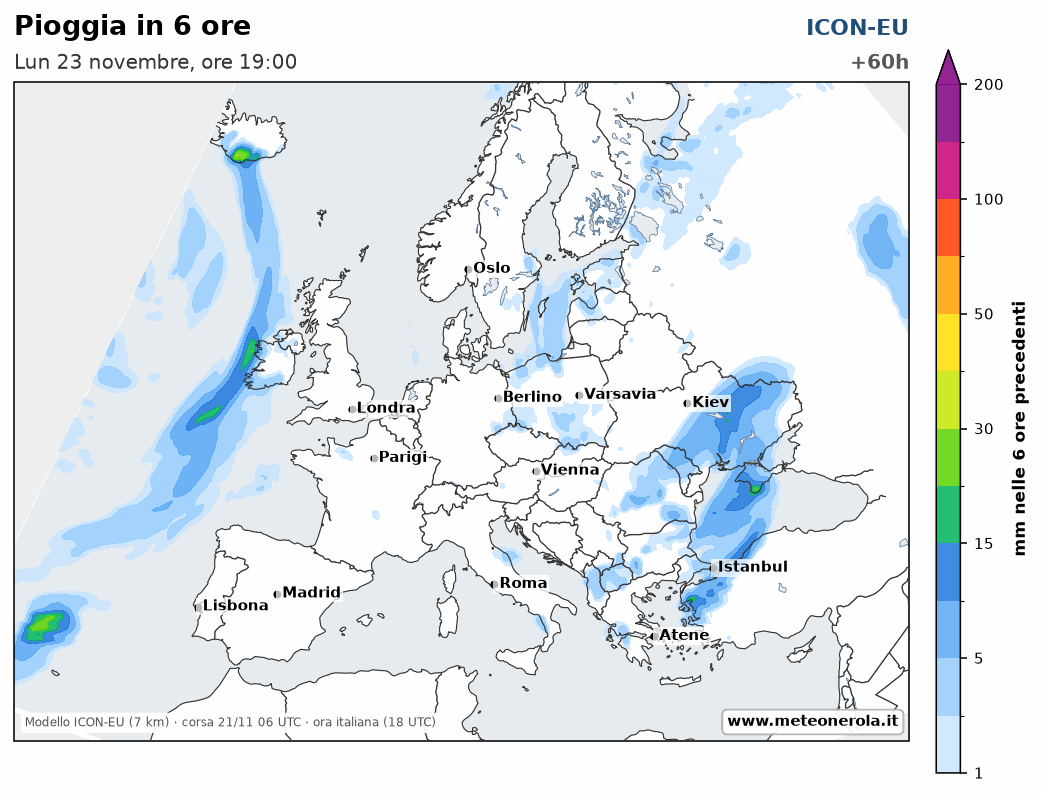 Pioggia in 6 ore
ICON-EU
Lun 23 novembre, ore 19:00
+60h
200
100
50
30
15
5
1
mm nelle 6 ore precedenti
Oslo
Berlino
Varsavia
Kiev
Londra
Parigi
Vienna
Istanbul
Roma
Madrid
Lisbona
Atene
Modello ICON-EU (7 km) · corsa 21/11 06 UTC · ora italiana (18 UTC)
www.meteonerola.it